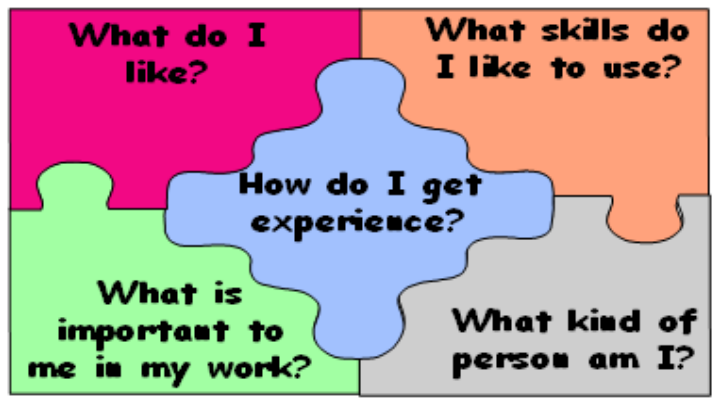 What do I
like?
What skills do
I like to use?
How do I get
experience?
What is
important to
me in my work?
What kind of
person am I?